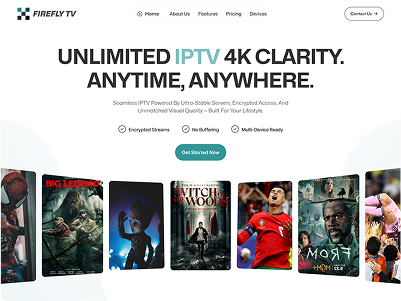 FIREFLY TV
Home About Us Features Pricing Devices
Contact Us →
UNLIMITED IPTV 4K CLARITY.
ANYTIME, ANYWHERE.
Seamless IPTV Powered By Ultra-Stable Servers, Encrypted Access, And
Unmatched Visual Quality – Built For Your Lifestyle.
Encrypted Streams No Buffering Multi-Device Ready
Get Started Now
BIG LEGEND
WITCH OF
THE WOODS
FROM
MGM+